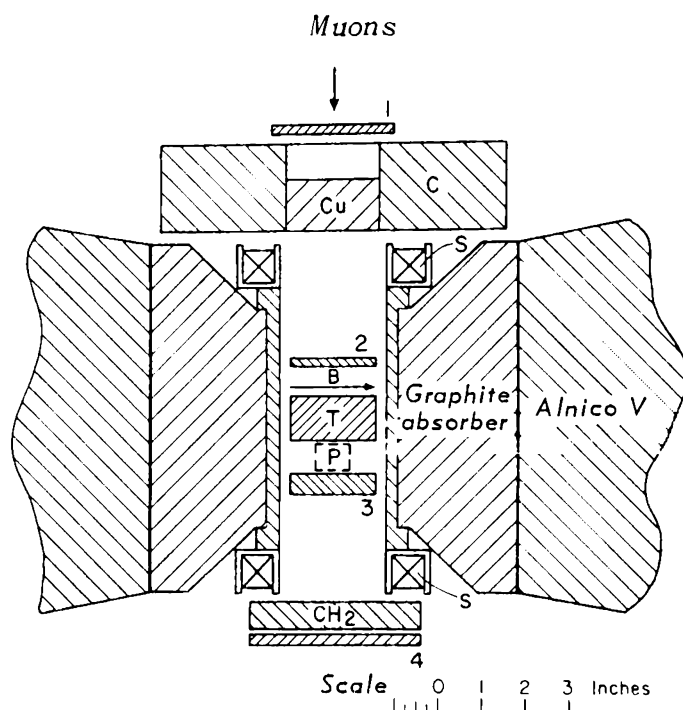 Muons
1
C
Cu
S
2
B
Graphite
absorber
Alnico V
T
P
3
S
CH2
4
Scale 0 1 2 3 Inches